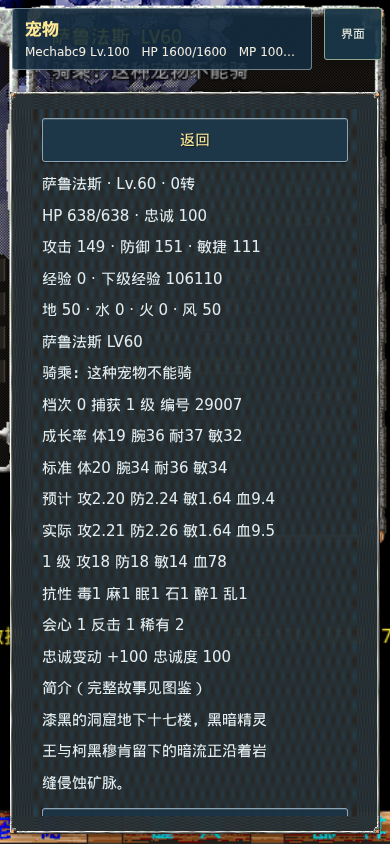 宠物
Mechabc9 Lv.100 HP 1600/1600 MP 100...
界面
返回
萨鲁法斯 · Lv.60 · 0转
HP 638/638 · 忠诚 100
攻击 149 · 防御 151 · 敏捷 111
经验 0 · 下级经验 106110
地 50 · 水 0 · 火 0 · 风 50
萨鲁法斯 LV60
骑乘：这种宠物不能骑
档次 0 捕获 1 级 编号 29007
成长率 体19 腕36 耐37 敏32
标准 体20 腕34 耐36 敏34
预计 攻2.20 防2.24 敏1.64 血9.4
实际 攻2.21 防2.26 敏1.64 血9.5
1 级 攻18 防18 敏14 血78
抗性 毒1 麻1 眠1 石1 醉1 乱1
会心 1 反击 1 稀有 2
忠诚变动 +100 忠诚度 100
简介（完整故事见图鉴）
漆黑的洞窟地下十七楼，黑暗精灵
王与柯黑穆肯留下的暗流正沿着岩
缝侵蚀矿脉。